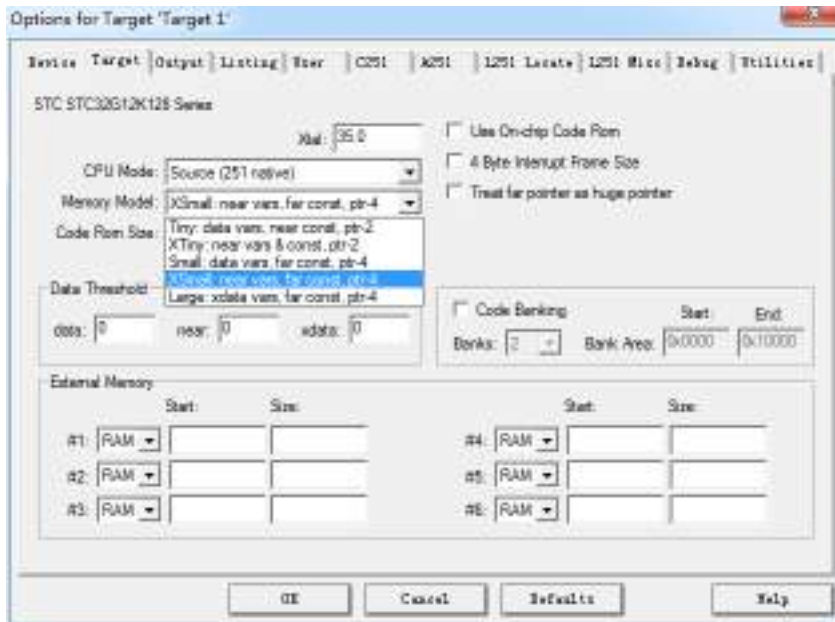 Options for Target 'Target 1'
Device Target Output Listing User C251 A251 L251 Locate L251 Misc Debug Utilities
STC STC32G12K128 Series
Xtal: 35.0
Use On-chip Code Rom
CPU Mode: Source (251 native)
4 Byte Interrupt Frame Size
Memory Model: XSmall: near vars, far const, ptr-4
Treat far pointer as huge pointer
Code Rom Size:
Tiny: data vars, near const, ptr-2
XTiny: near vars & const, ptr-2
Small: data vars, far const, ptr-4
XSmall: near vars, far const, ptr-4
Large: xdata vars, far const, ptr-4
Data Threshold
data: 0 near: 0 xdata: 0
Code Banking Start: End:
Banks: 2 Bank Area: 0x0000 0x10000
External Memory
Start: Size: Start: Size:
#1: RAM #4: RAM
#2: RAM #5: RAM
#3: RAM #6: RAM
OK Cancel Defaults Help